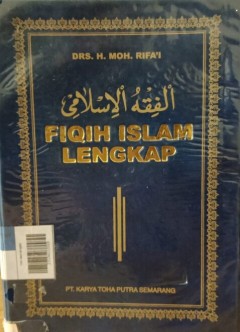 DRS. H. MOH. RIFA'I
الفقه الإسلامي
FIQIH ISLAM
LENGKAP
PT. KARYA TOHA PUTRA SEMARANG